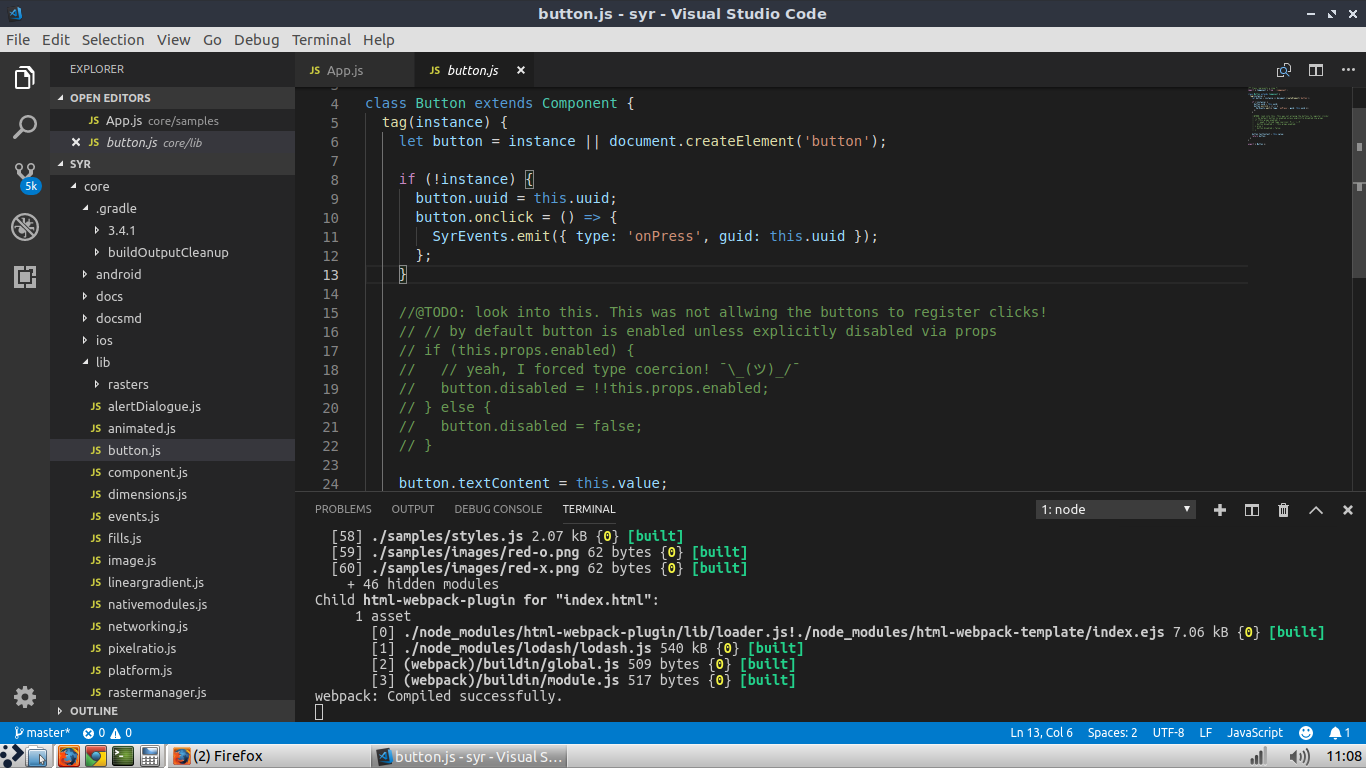 button.js - syr - Visual Studio Code
File Edit Selection View Go Debug Terminal Help
EXPLORER
OPEN EDITORS
JS App.js core/samples
JS button.js core/lib
SYR
core
.gradle
3.4.1
buildOutputCleanup
android
docs
docsmd
ios
lib
rasters
JS alertDialogue.js
JS animated.js
JS button.js
JS component.js
JS dimensions.js
JS events.js
JS fills.js
JS image.js
JS lineargradient.js
JS nativemodules.js
JS networking.js
JS pixelratio.js
JS platform.js
JS rastermanager.js
OUTLINE
5k
JS App.js JS button.js
4 class Button extends Component {
5 tag(instance) {
6 let button = instance || document.createElement('button');
7
8 if (!instance) {
9 button.uuid = this.uuid;
10 button.onclick = () => {
11 SyrEvents.emit({ type: 'onPress', guid: this.uuid });
12 };
13 }
14
15 //@TODO: look into this. This was not allwing the buttons to register clicks!
16 // // by default button is enabled unless explicitly disabled via props
17 // if (this.props.enabled) {
18 //   // yeah, I forced type coercion! ¯\_(ツ)_/¯
19 //   button.disabled = !!this.props.enabled;
20 // } else {
21 //   button.disabled = false;
22 // }
23
24 button.textContent = this.value;
PROBLEMS OUTPUT DEBUG CONSOLE TERMINAL 1: node
[58] ./samples/styles.js 2.07 kB {0} [built]
[59] ./samples/images/red-o.png 62 bytes {0} [built]
[60] ./samples/images/red-x.png 62 bytes {0} [built]
+ 46 hidden modules
Child html-webpack-plugin for "index.html":
1 asset
[0] ./node_modules/html-webpack-plugin/lib/loader.js!./node_modules/html-webpack-template/index.ejs 7.06 kB {0} [built]
[1] ./node_modules/lodash/lodash.js 540 kB {0} [built]
[2] (webpack)/buildin/global.js 509 bytes {0} [built]
[3] (webpack)/buildin/module.js 517 bytes {0} [built]
webpack: Compiled successfully.
master* 0 0 Ln 13, Col 6 Spaces: 2 UTF-8 LF JavaScript 1
(2) Firefox button.js - syr - Visual S... 11:08